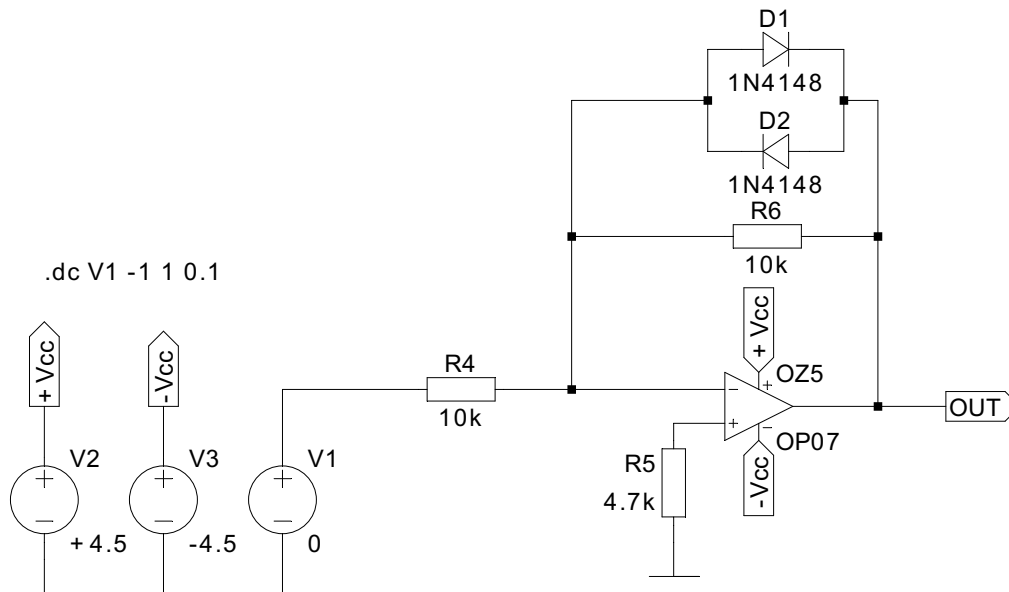 D1
1N4148
D2
1N4148
R6
10k
.dc V1 -1 1 0.1
+Vcc
-Vcc
R4
10k
+Vcc
OZ5
+
−
+
−
OP07
-Vcc
OUT
R5
4.7k
V2
+
−
+4.5
V3
+
−
-4.5
V1
+
−
0